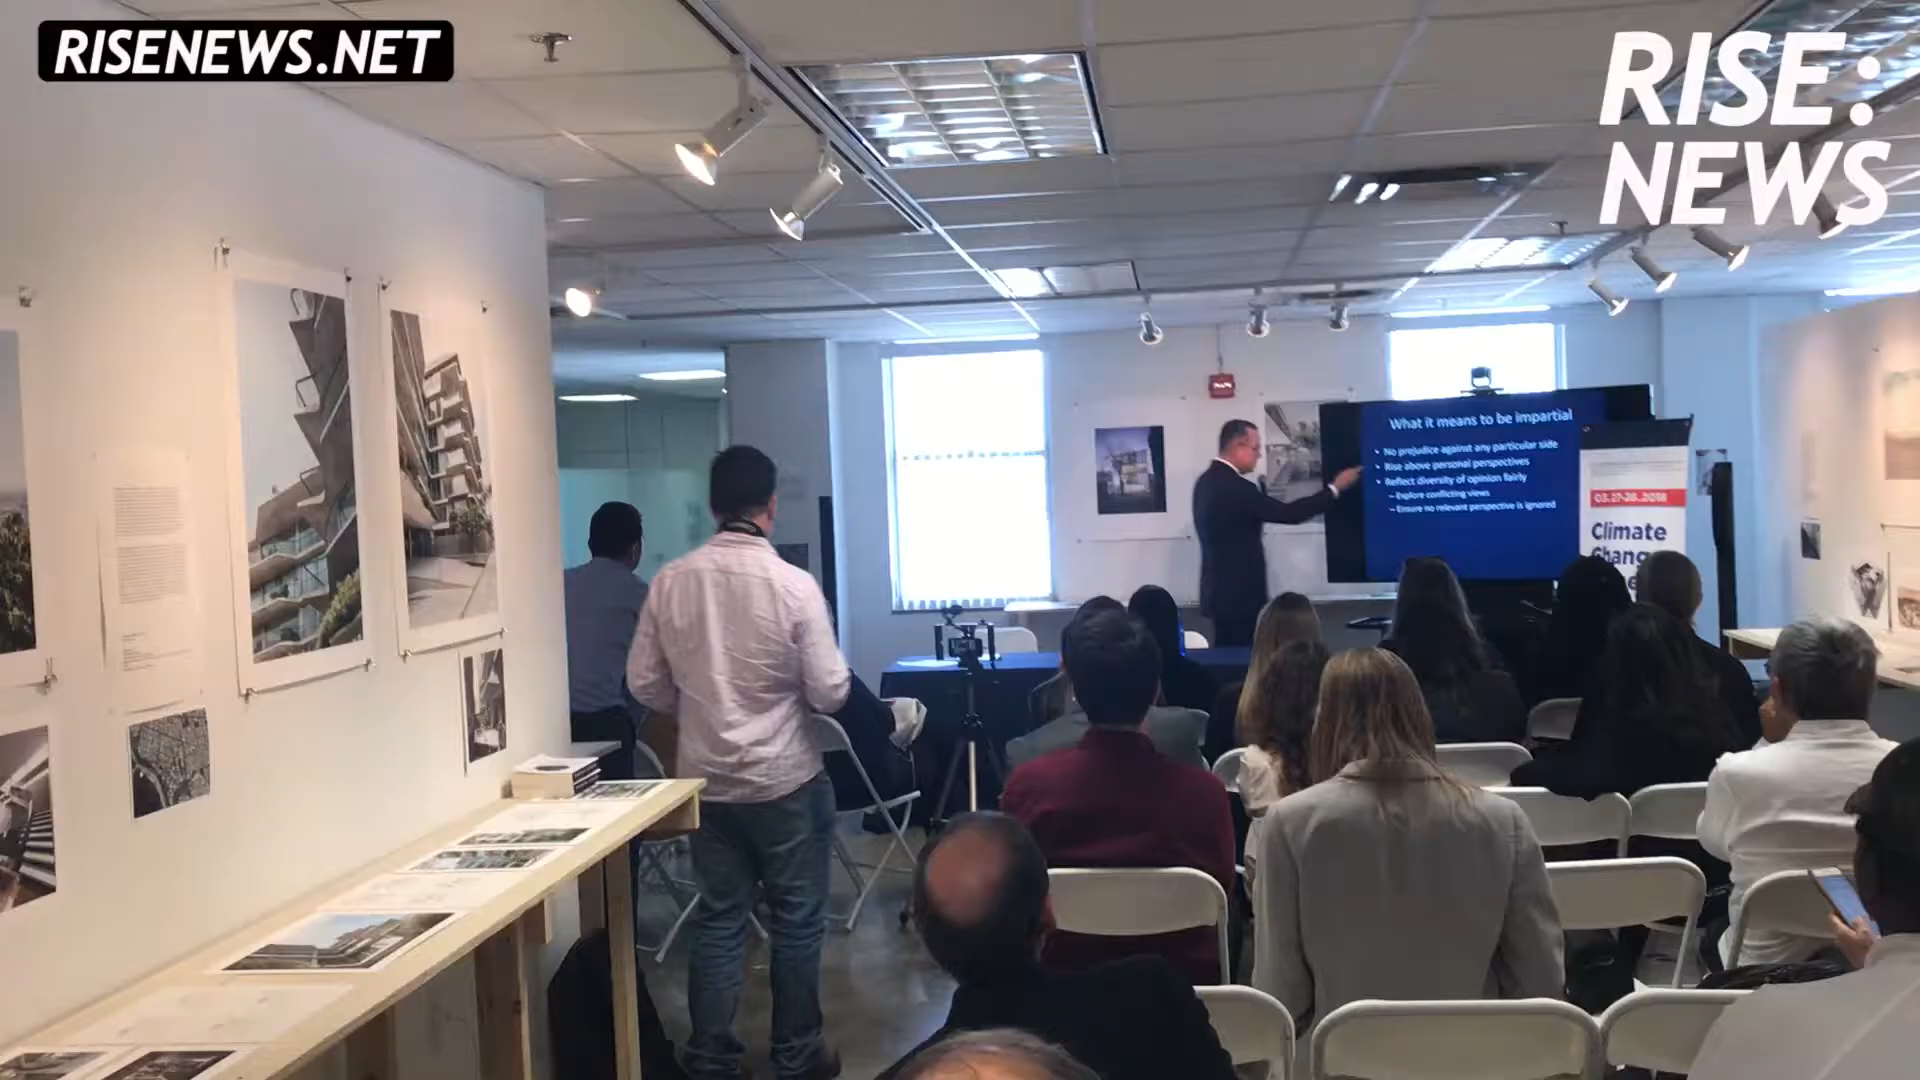 RISENEWS.NET
RISE:
NEWS
What it means to be impartial
• No prejudice against any particular side
• Rise above personal perspectives
• Reflect diversity of opinion fairly
– Explore conflicting views
– Ensure no relevant perspective is ignored
03.27-28..2018
Climate
Chang